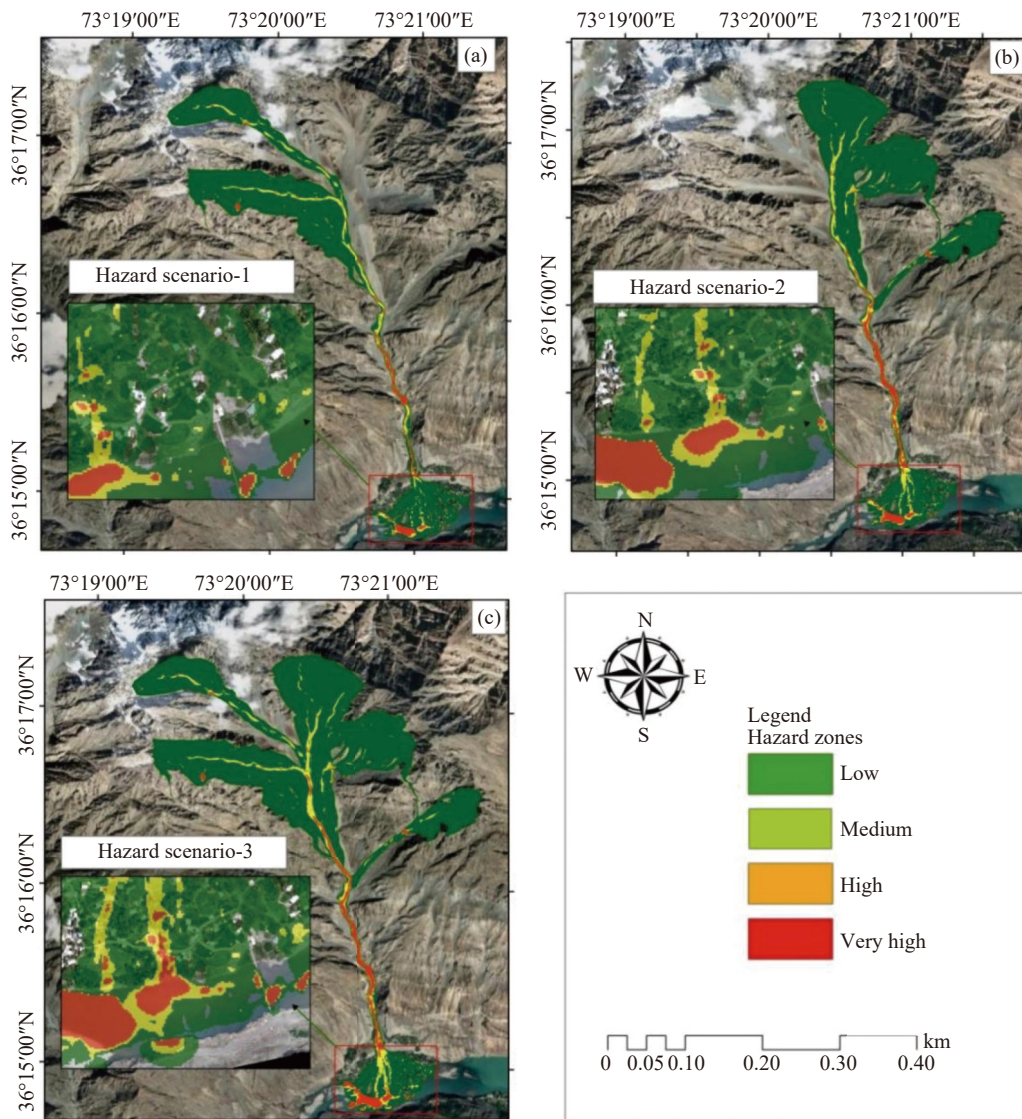 73°19′00″E 73°20′00″E 73°21′00″E
(a)
36°17′00″N
36°16′00″N
36°15′00″N
Hazard scenario-1
73°19′00″E 73°20′00″E 73°21′00″E
(b)
36°17′00″N
36°16′00″N
36°15′00″N
Hazard scenario-2
73°19′00″E 73°20′00″E 73°21′00″E
(c)
36°17′00″N
36°16′00″N
36°15′00″N
Hazard scenario-3
N
W E
S
Legend
Hazard zones
Low
Medium
High
Very high
km
0 0.05 0.10 0.20 0.30 0.40